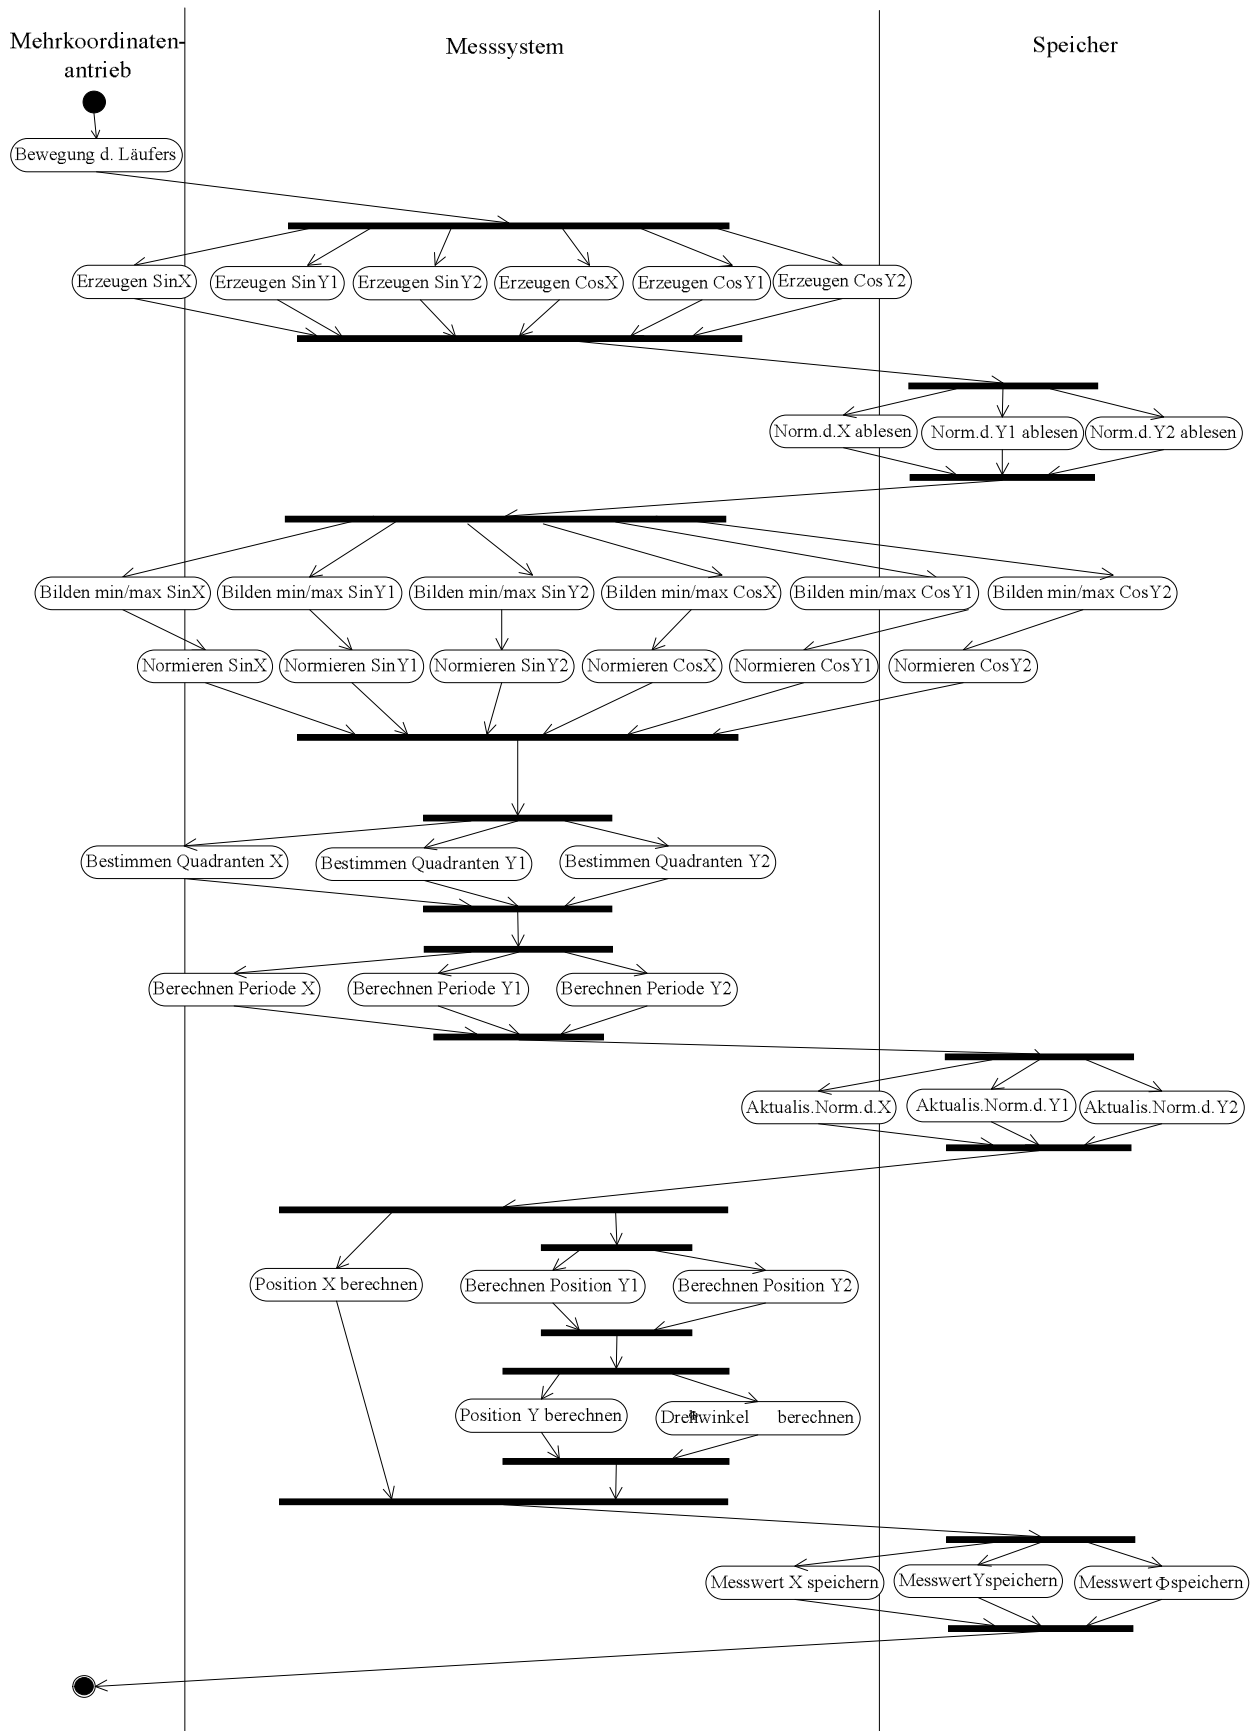 Mehrkoordinaten-
antrieb
Messsystem
Speicher
Bewegung d. Läufers
Erzeugen SinX
Erzeugen SinY1
Erzeugen SinY2
Erzeugen CosX
Erzeugen CosY1
Erzeugen CosY2
Norm.d.X ablesen
Norm.d.Y1 ablesen
Norm.d.Y2 ablesen
Bilden min/max SinX
Bilden min/max SinY1
Bilden min/max SinY2
Bilden min/max CosX
Bilden min/max CosY1
Bilden min/max CosY2
Normieren SinX
Normieren SinY1
Normieren SinY2
Normieren CosX
Normieren CosY1
Normieren CosY2
Bestimmen Quadranten X
Bestimmen Quadranten Y1
Bestimmen Quadranten Y2
Berechnen Periode X
Berechnen Periode Y1
Berechnen Periode Y2
Aktualis.Norm.d.X
Aktualis.Norm.d.Y1
Aktualis.Norm.d.Y2
Position X berechnen
Berechnen Position Y1
Berechnen Position Y2
Position Y berechnen
Drehwinkel Φ berechnen
Messwert X speichern
Messwert Y speichern
Messwert Φ speichern